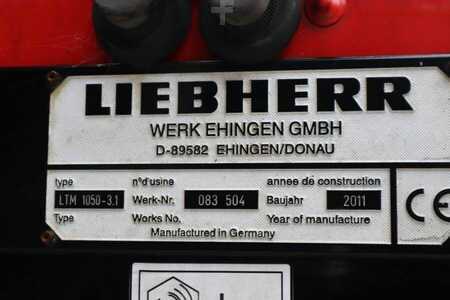 LIEBHERR
WERK EHINGEN GMBH
D-89582 EHINGEN/DONAU
type n°d'usine annee de construction
Typ LTM 1050-3.1 Werk-Nr. 083 504 Baujahr 2011
Type Works No. Year of manufacture
Manufactured in Germany
CE